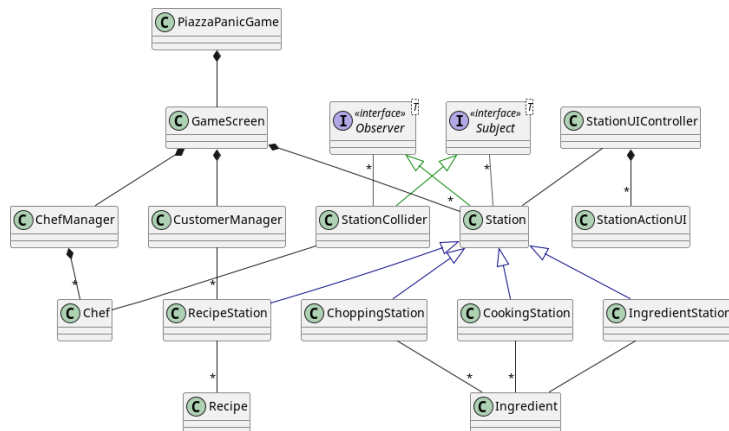 C PiazzaPanicGame
C GameScreen
I «interface» Observer T
I «interface» Subject T
C StationUIController
*
*
*
*
C ChefManager
C CustomerManager
C StationCollider
C Station
C StationActionUI
*
*
C Chef
C RecipeStation
C ChoppingStation
C CookingStation
C IngredientStation
*
*
*
C Recipe
C Ingredient